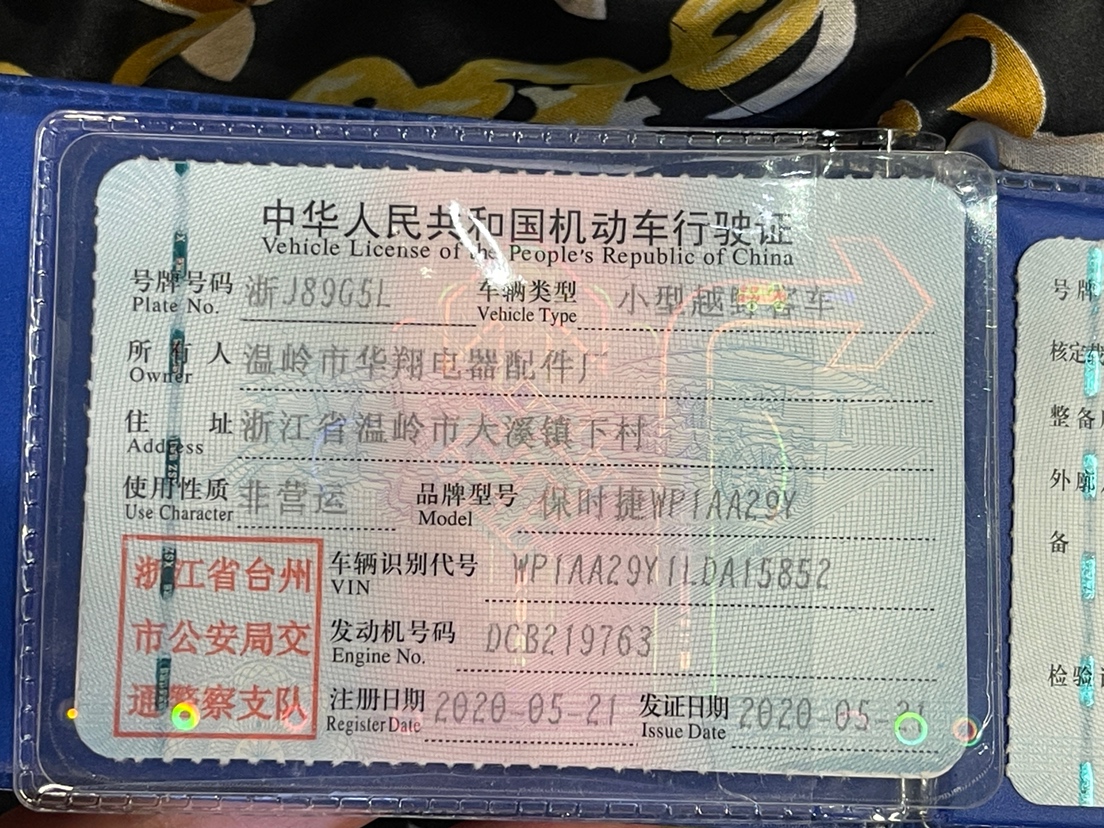 中华人民共和国机动车行驶证
Vehicle License of the People's Republic of China
号牌号码 浙J89G5L 车辆类型 小型越野客车
Plate No. Vehicle Type
所有人 温岭市华翔电器配件厂
Owner
住址 浙江省温岭市大溪镇下村
Address
使用性质 非营运 品牌型号 保时捷WP1AA29Y
Use Character Model
浙江省台州
市公安局交
通警察支队
车辆识别代号 WP1AA29Y1LDA15852
VIN
发动机号码 DCB219763
Engine No.
注册日期 2020-05-21 发证日期 2020-05-21
Register Date Issue Date
号牌
核定
整备
外廓
备
检验